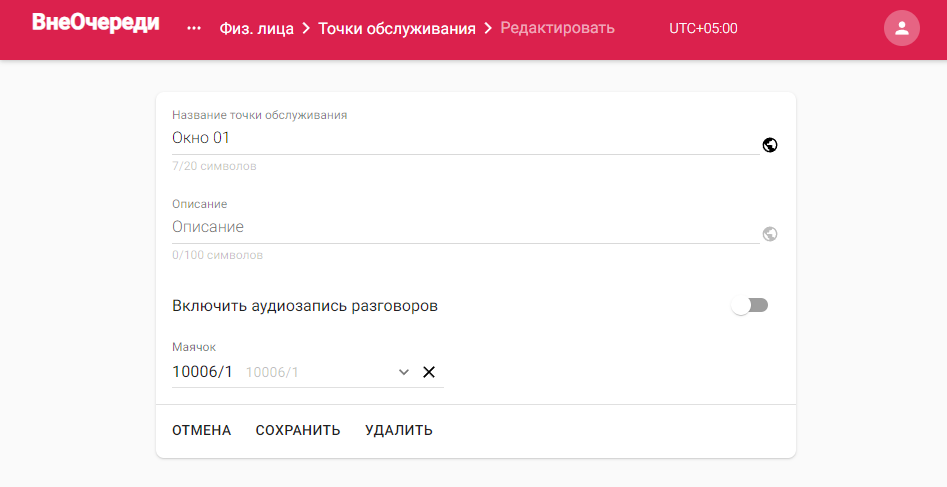 ВнеОчереди ··· Физ. лица > Точки обслуживания > Редактировать UTC+05:00
Название точки обслуживания
Окно 01
7/20 символов
Описание
Описание
0/100 символов
Включить аудиозапись разговоров
Маячок
10006/1 10006/1
ОТМЕНА СОХРАНИТЬ УДАЛИТЬ